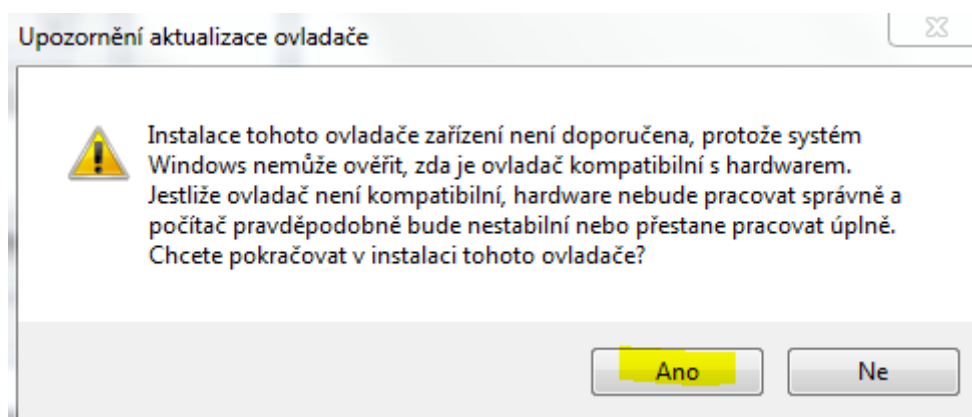 Upozornění aktualizace ovladače
Instalace tohoto ovladače zařízení není doporučena, protože systém
Windows nemůže ověřit, zda je ovladač kompatibilní s hardwarem.
Jestliže ovladač není kompatibilní, hardware nebude pracovat správně a
počítač pravděpodobně bude nestabilní nebo přestane pracovat úplně.
Chcete pokračovat v instalaci tohoto ovladače?
Ano
Ne